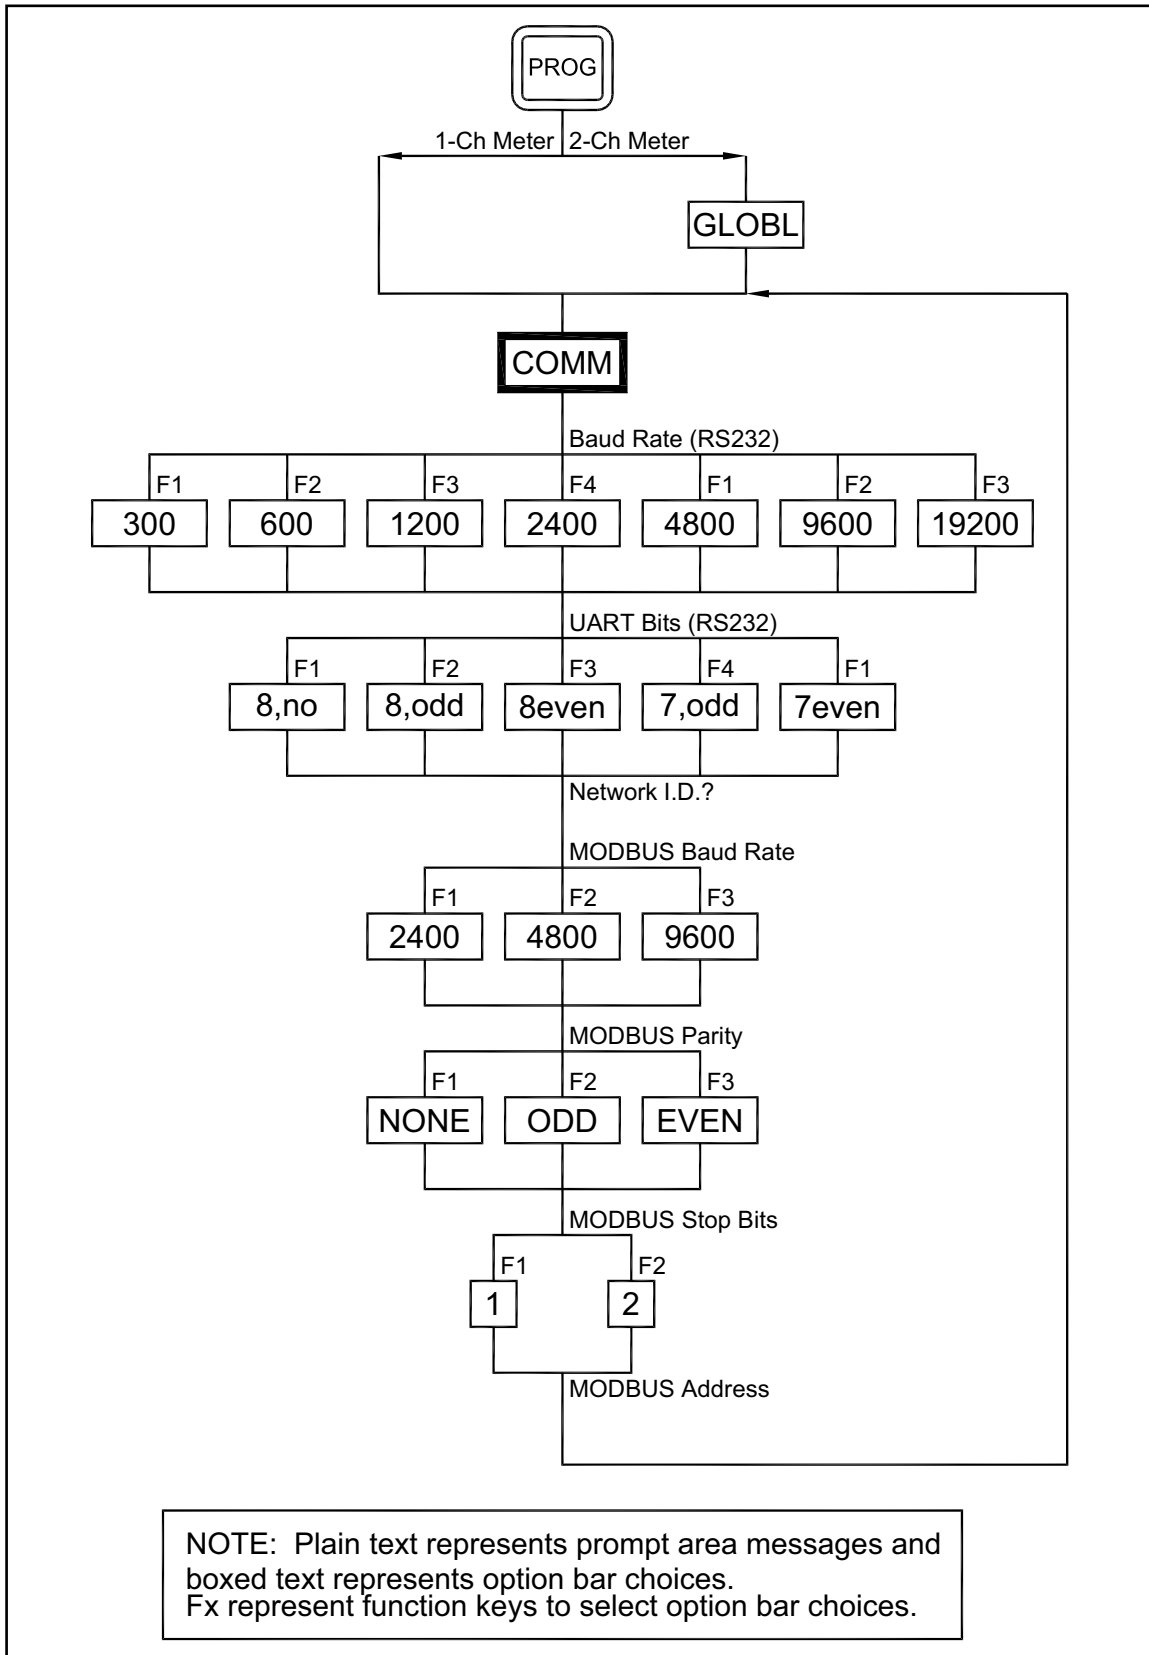 PROG
1-Ch Meter 2-Ch Meter
GLOBL
COMM
Baud Rate (RS232)
F1 F2 F3 F4 F1 F2 F3
300 600 1200 2400 4800 9600 19200
UART Bits (RS232)
F1 F2 F3 F4 F1
8,no 8,odd 8even 7,odd 7even
Network I.D.?
MODBUS Baud Rate
F1 F2 F3
2400 4800 9600
MODBUS Parity
F1 F2 F3
NONE ODD EVEN
MODBUS Stop Bits
F1 F2
1 2
MODBUS Address
NOTE: Plain text represents prompt area messages and
boxed text represents option bar choices.
Fx represent function keys to select option bar choices.